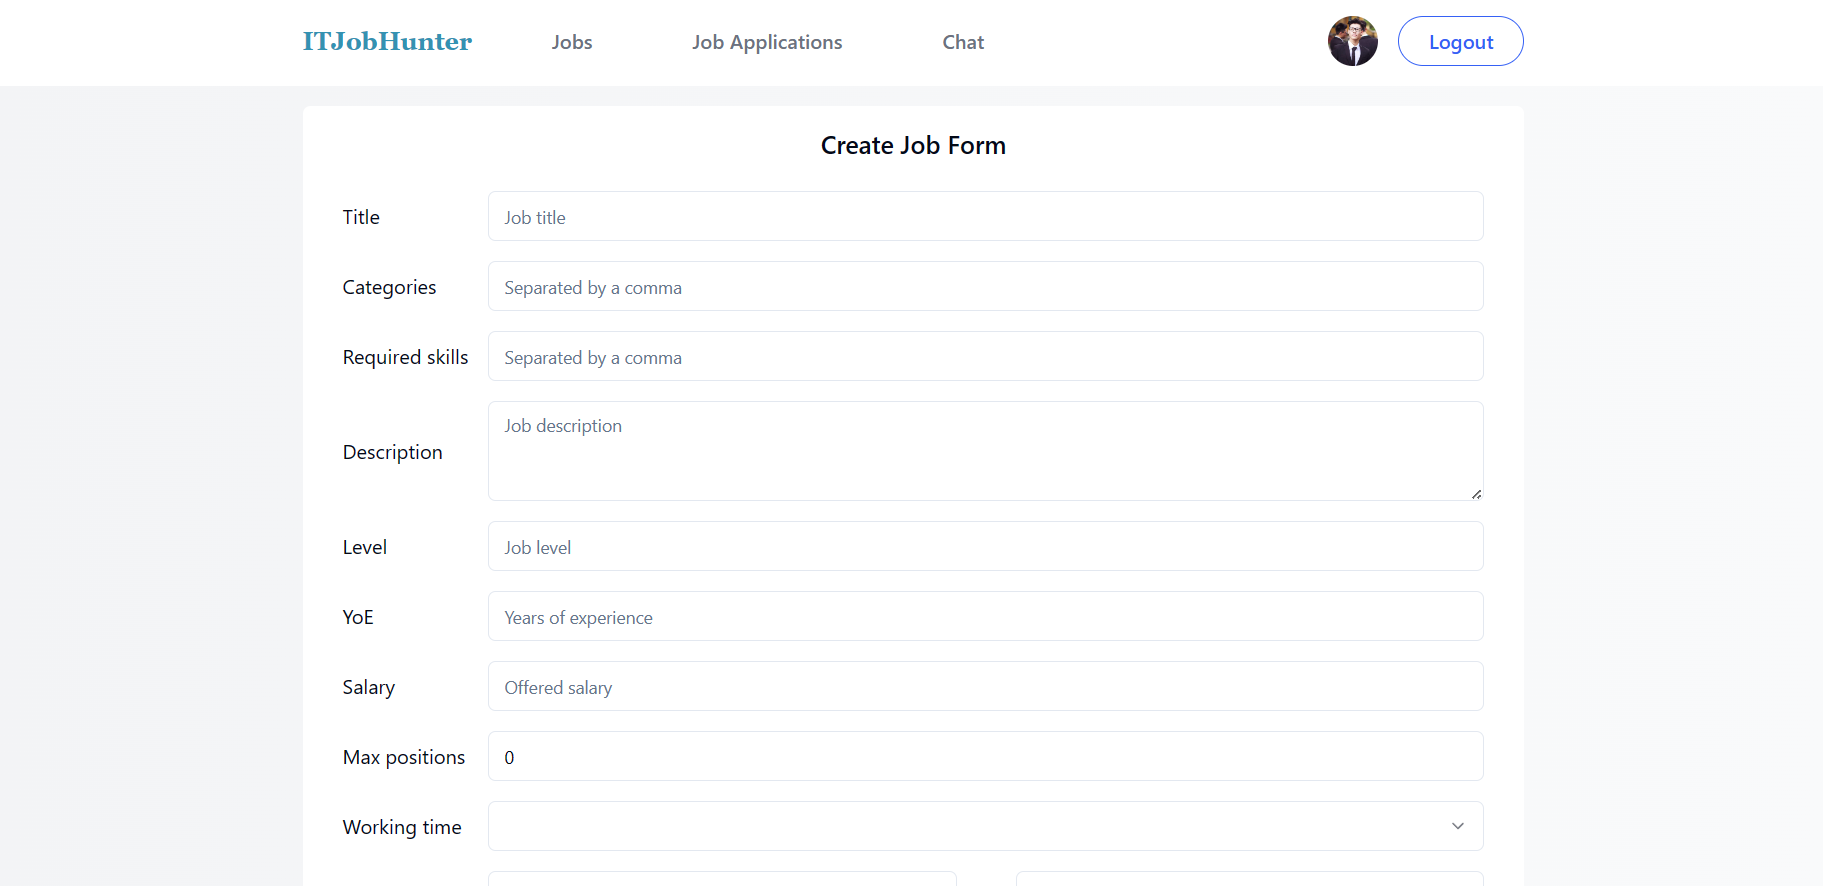 ITJobHunter Jobs Job Applications Chat Logout
Create Job Form
Title Job title
Categories Separated by a comma
Required skills Separated by a comma
Description Job description
Level Job level
YoE Years of experience
Salary Offered salary
Max positions 0
Working time